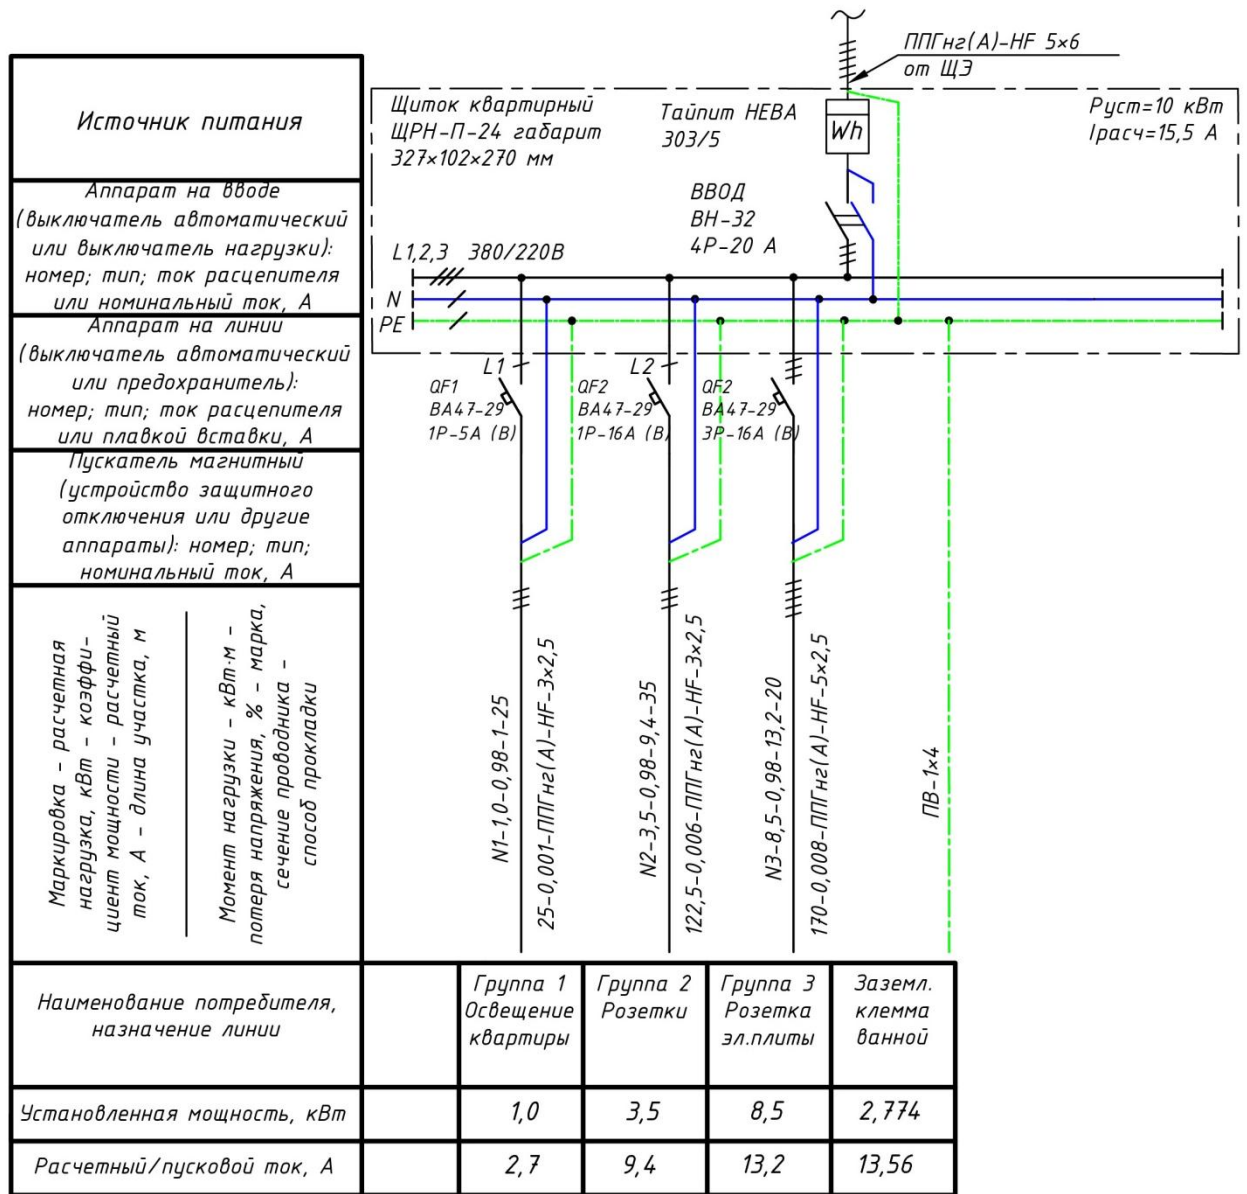 ППГнг(А)-HF 5×6
от ЩЭ
Источник питания
Щиток квартирный
ЩРН-П-24 габарит
327×102×270 мм
Тайпит НЕВА
303/5
Wh
Pуст=10 кВт
Iрасч=15,5 А
Аппарат на вводе
(выключатель автоматический
или выключатель нагрузки):
номер; тип; ток расцепителя
или номинальный ток, А
ВВОД
ВН-32
4Р-20 А
L1,2,3 380/220В
N
PE
Аппарат на линии
(выключатель автоматический
или предохранитель):
номер; тип; ток расцепителя
или плавкой вставки, А
L1
QF1
ВА47-29
1Р-5А (В)
L2
QF2
ВА47-29
1Р-16А (В)
QF2
ВА47-29
3Р-16А (В)
Пускатель магнитный
(устройство защитного
отключения или другие
аппараты): номер; тип;
номинальный ток, А
Маркировка - расчетная
нагрузка, кВт - коэффи-
циент мощности - расчетный
ток, А - длина участка, м
Момент нагрузки - кВт·м -
потеря напряжения, % - марка,
сечение проводника -
способ прокладки
N1-1,0-0,98-1-25
25-0,001-ППГнг(А)-HF-3×2,5
N2-3,5-0,98-9,4-35
122,5-0,006-ППГнг(А)-HF-3×2,5
N3-8,5-0,98-13,2-20
170-0,008-ППГнг(А)-HF-5×2,5
ПВ-1×4
Наименование потребителя,
назначение линии
Группа 1
Освещение
квартиры
Группа 2
Розетки
Группа 3
Розетка
эл.плиты
Заземл.
клемма
ванной
Установленная мощность, кВт 1,0 3,5 8,5 2,774
Расчетный/пусковой ток, А 2,7 9,4 13,2 13,56